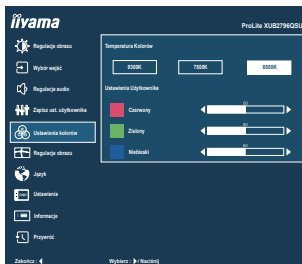 iiyama
ProLite XUB2796QSU
Regulacje obrazu
Wybór wejść
Regulacje audio
Zapisz ust. użytkownika
Ustawienia kolorów
Regulacje obrazu
Język
Ustawienia
Informacje
Przywróć
Temperatura Kolorów
9300K 7500K 6500K
Ustawienia Użytkownika
50
Czerwony
50
Zielony
50
Niebieski
Zakończ : Wybierz : / Naciśnij